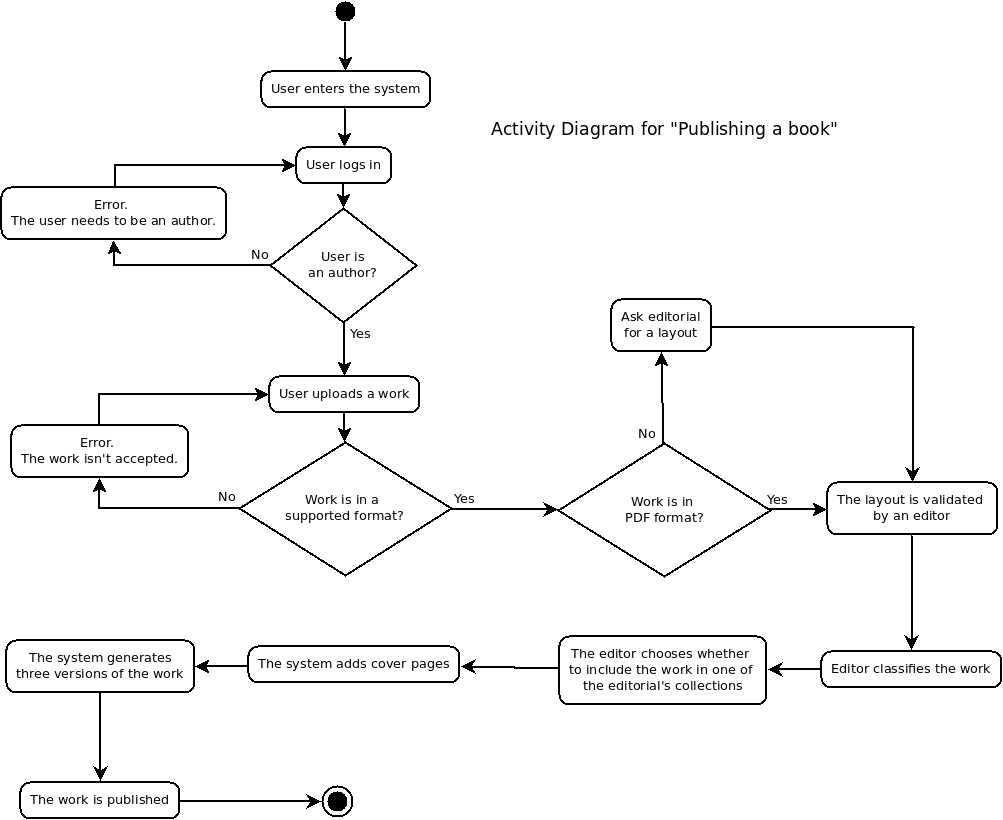 User enters the system
Activity Diagram for "Publishing a book"
User logs in
Error.
The user needs to be an author.
No
User is
an author?
Yes
Ask editorial
for a layout
User uploads a work
Error.
The work isn't accepted.
No
No
Work is in a
supported format?
Yes
Work is in
PDF format?
Yes
The layout is validated
by an editor
The system generates
three versions of the work
The system adds cover pages
The editor chooses whether
to include the work in one of
the editorial's collections
Editor classifies the work
The work is published